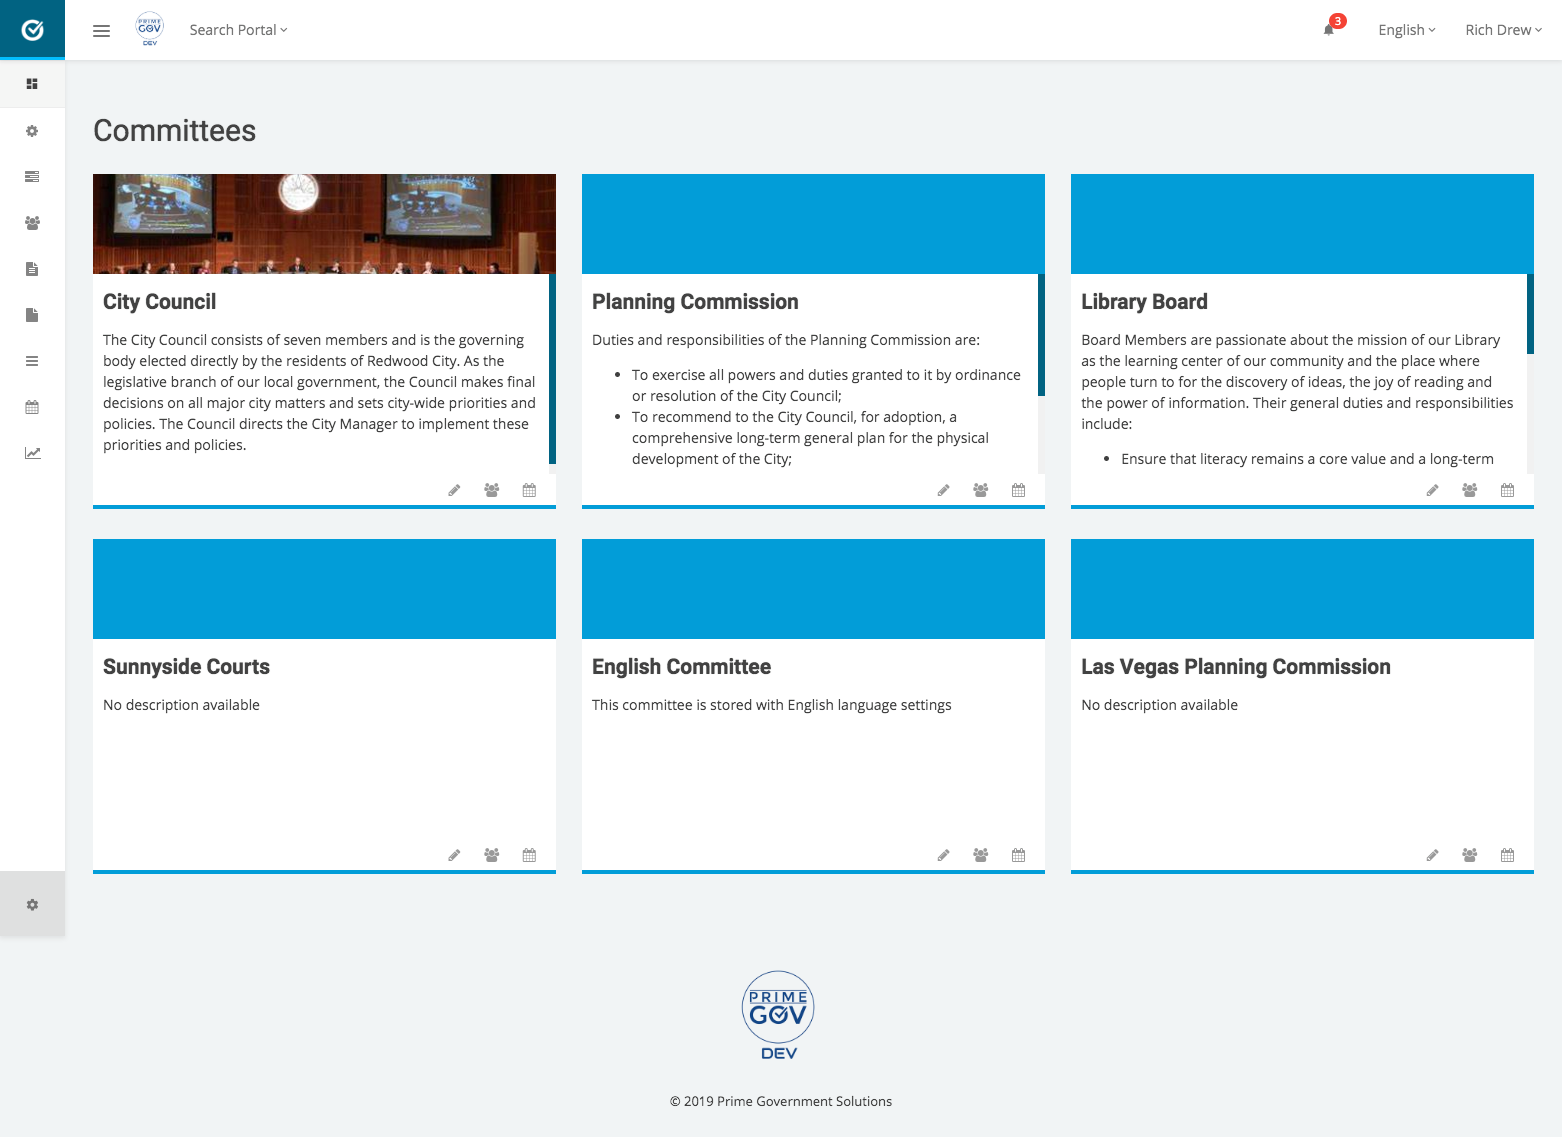 PRIME
GOV
DEV
Search Portal
3
English
Rich Drew
Committees
City Council
The City Council consists of seven members and is the governing
body elected directly by the residents of Redwood City. As the
legislative branch of our local government, the Council makes final
decisions on all major city matters and sets city-wide priorities and
policies. The Council directs the City Manager to implement these
priorities and policies.
Planning Commission
Duties and responsibilities of the Planning Commission are:
• To exercise all powers and duties granted to it by ordinance
or resolution of the City Council;
• To recommend to the City Council, for adoption, a
comprehensive long-term general plan for the physical
development of the City;
Library Board
Board Members are passionate about the mission of our Library
as the learning center of our community and the place where
people turn to for the discovery of ideas, the joy of reading and
the power of information. Their general duties and responsibilities
include:
• Ensure that literacy remains a core value and a long-term
Sunnyside Courts
No description available
English Committee
This committee is stored with English language settings
Las Vegas Planning Commission
No description available
PRIME
GOV
DEV
© 2019 Prime Government Solutions